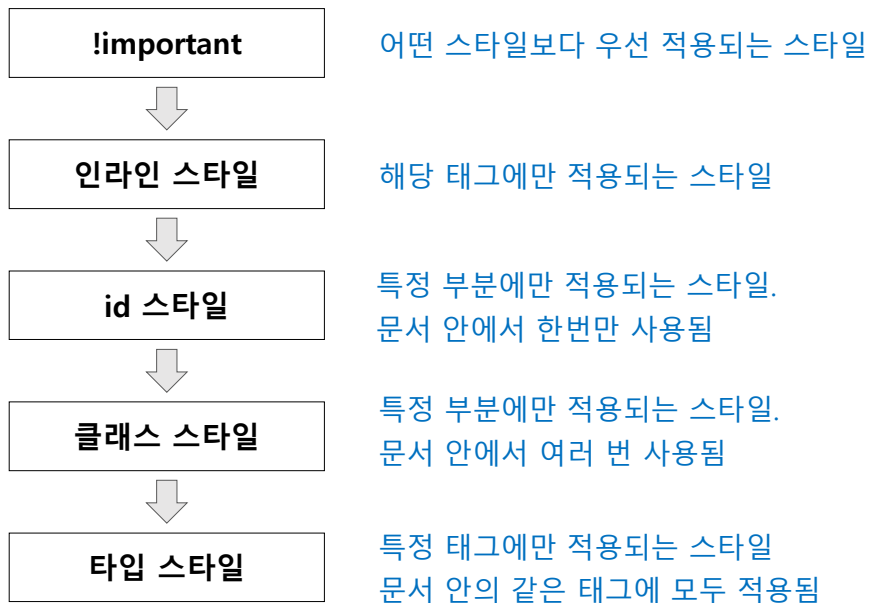 !important
어떤 스타일보다 우선 적용되는 스타일
인라인 스타일
해당 태그에만 적용되는 스타일
id 스타일
특정 부분에만 적용되는 스타일.
문서 안에서 한번만 사용됨
클래스 스타일
특정 부분에만 적용되는 스타일.
문서 안에서 여러 번 사용됨
타입 스타일
특정 태그에만 적용되는 스타일
문서 안의 같은 태그에 모두 적용됨